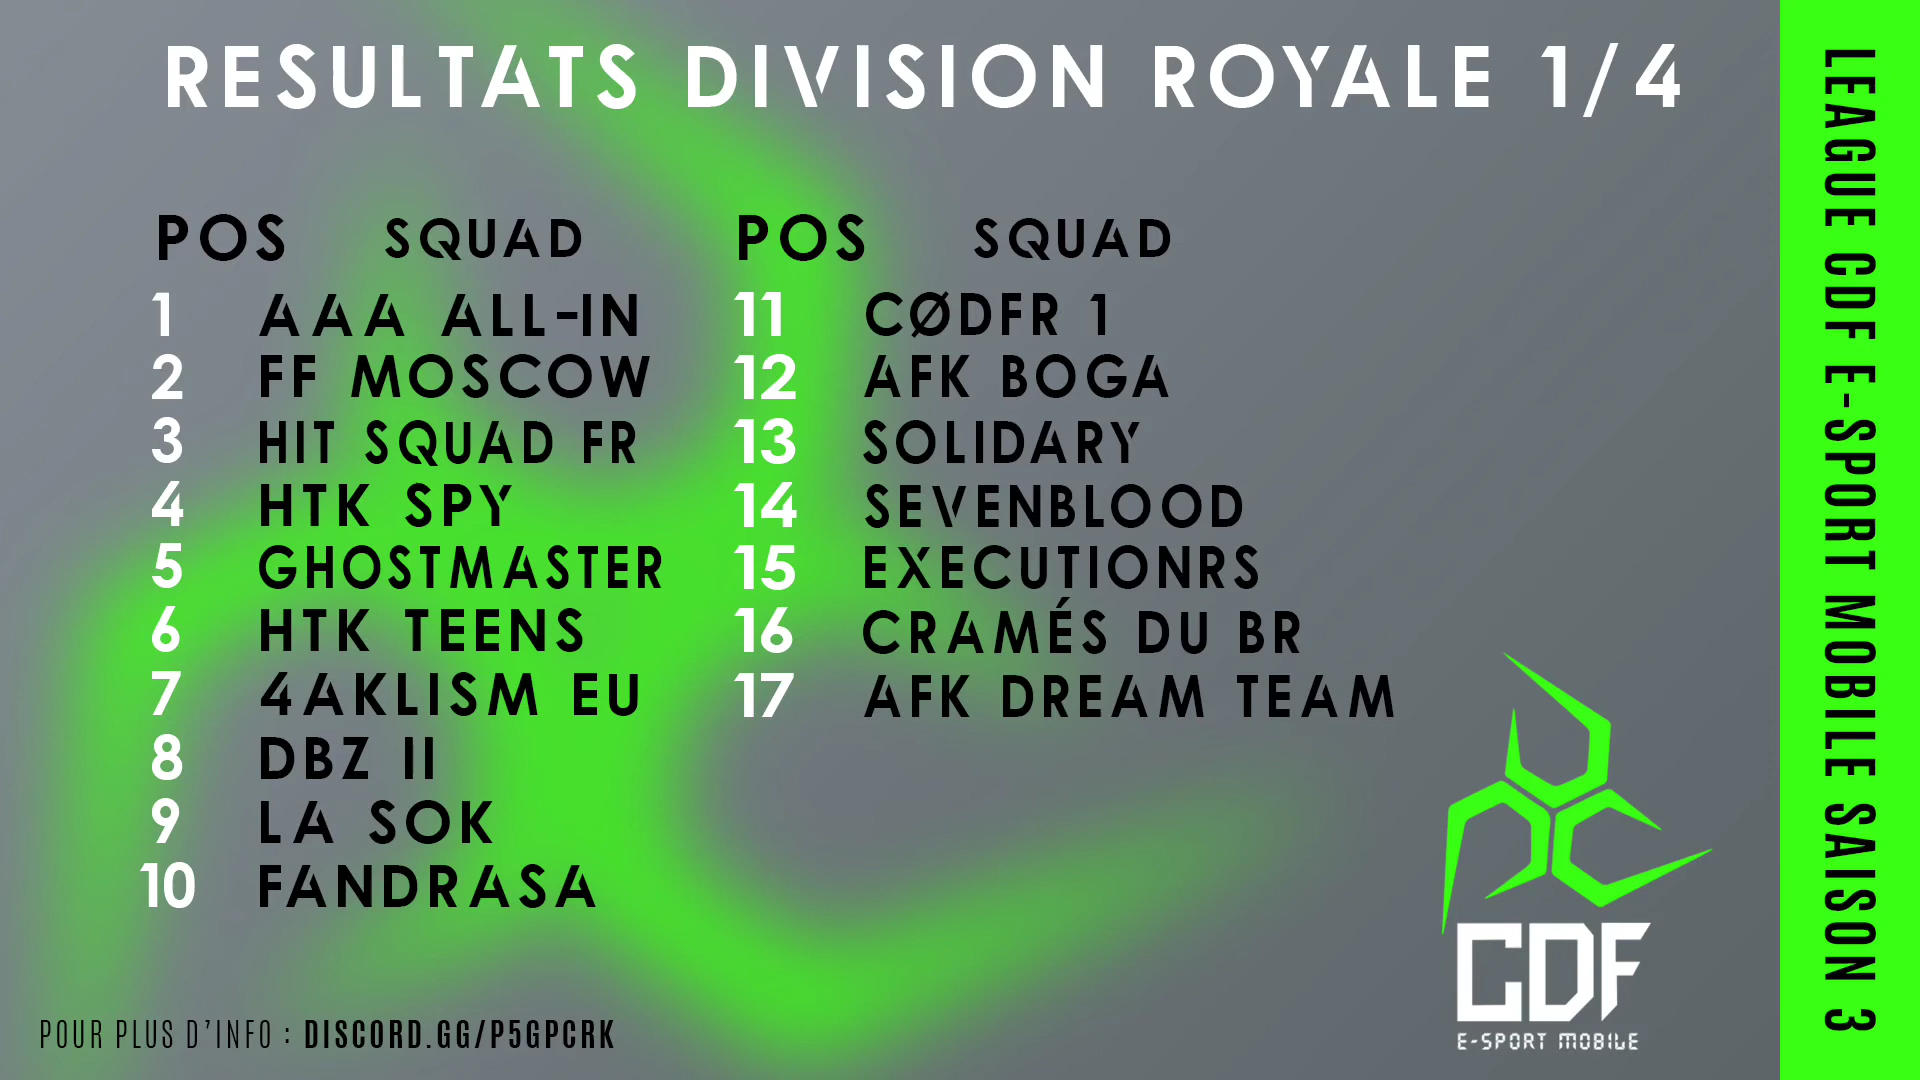 RESULTATS DIVISION ROYALE 1/4
POS SQUAD
1 AAA ALL-IN
2 FF MOSCOW
3 HIT SQUAD FR
4 HTK SPY
5 GHOSTMASTER
6 HTK TEENS
7 4AKLISM EU
8 DBZ II
9 LA SOK
10 FANDRASA
POS SQUAD
11 CØDFR 1
12 AFK BOGA
13 SOLIDARY
14 SEVENBLOOD
15 EXECUTIONRS
16 CRAMÉS DU BR
17 AFK DREAM TEAM
POUR PLUS D'INFO : DISCORD.GG/P5GPCRK
CDF
E-SPORT MOBILE
LEAGUE CDF E-SPORT MOBILE SAISON 3